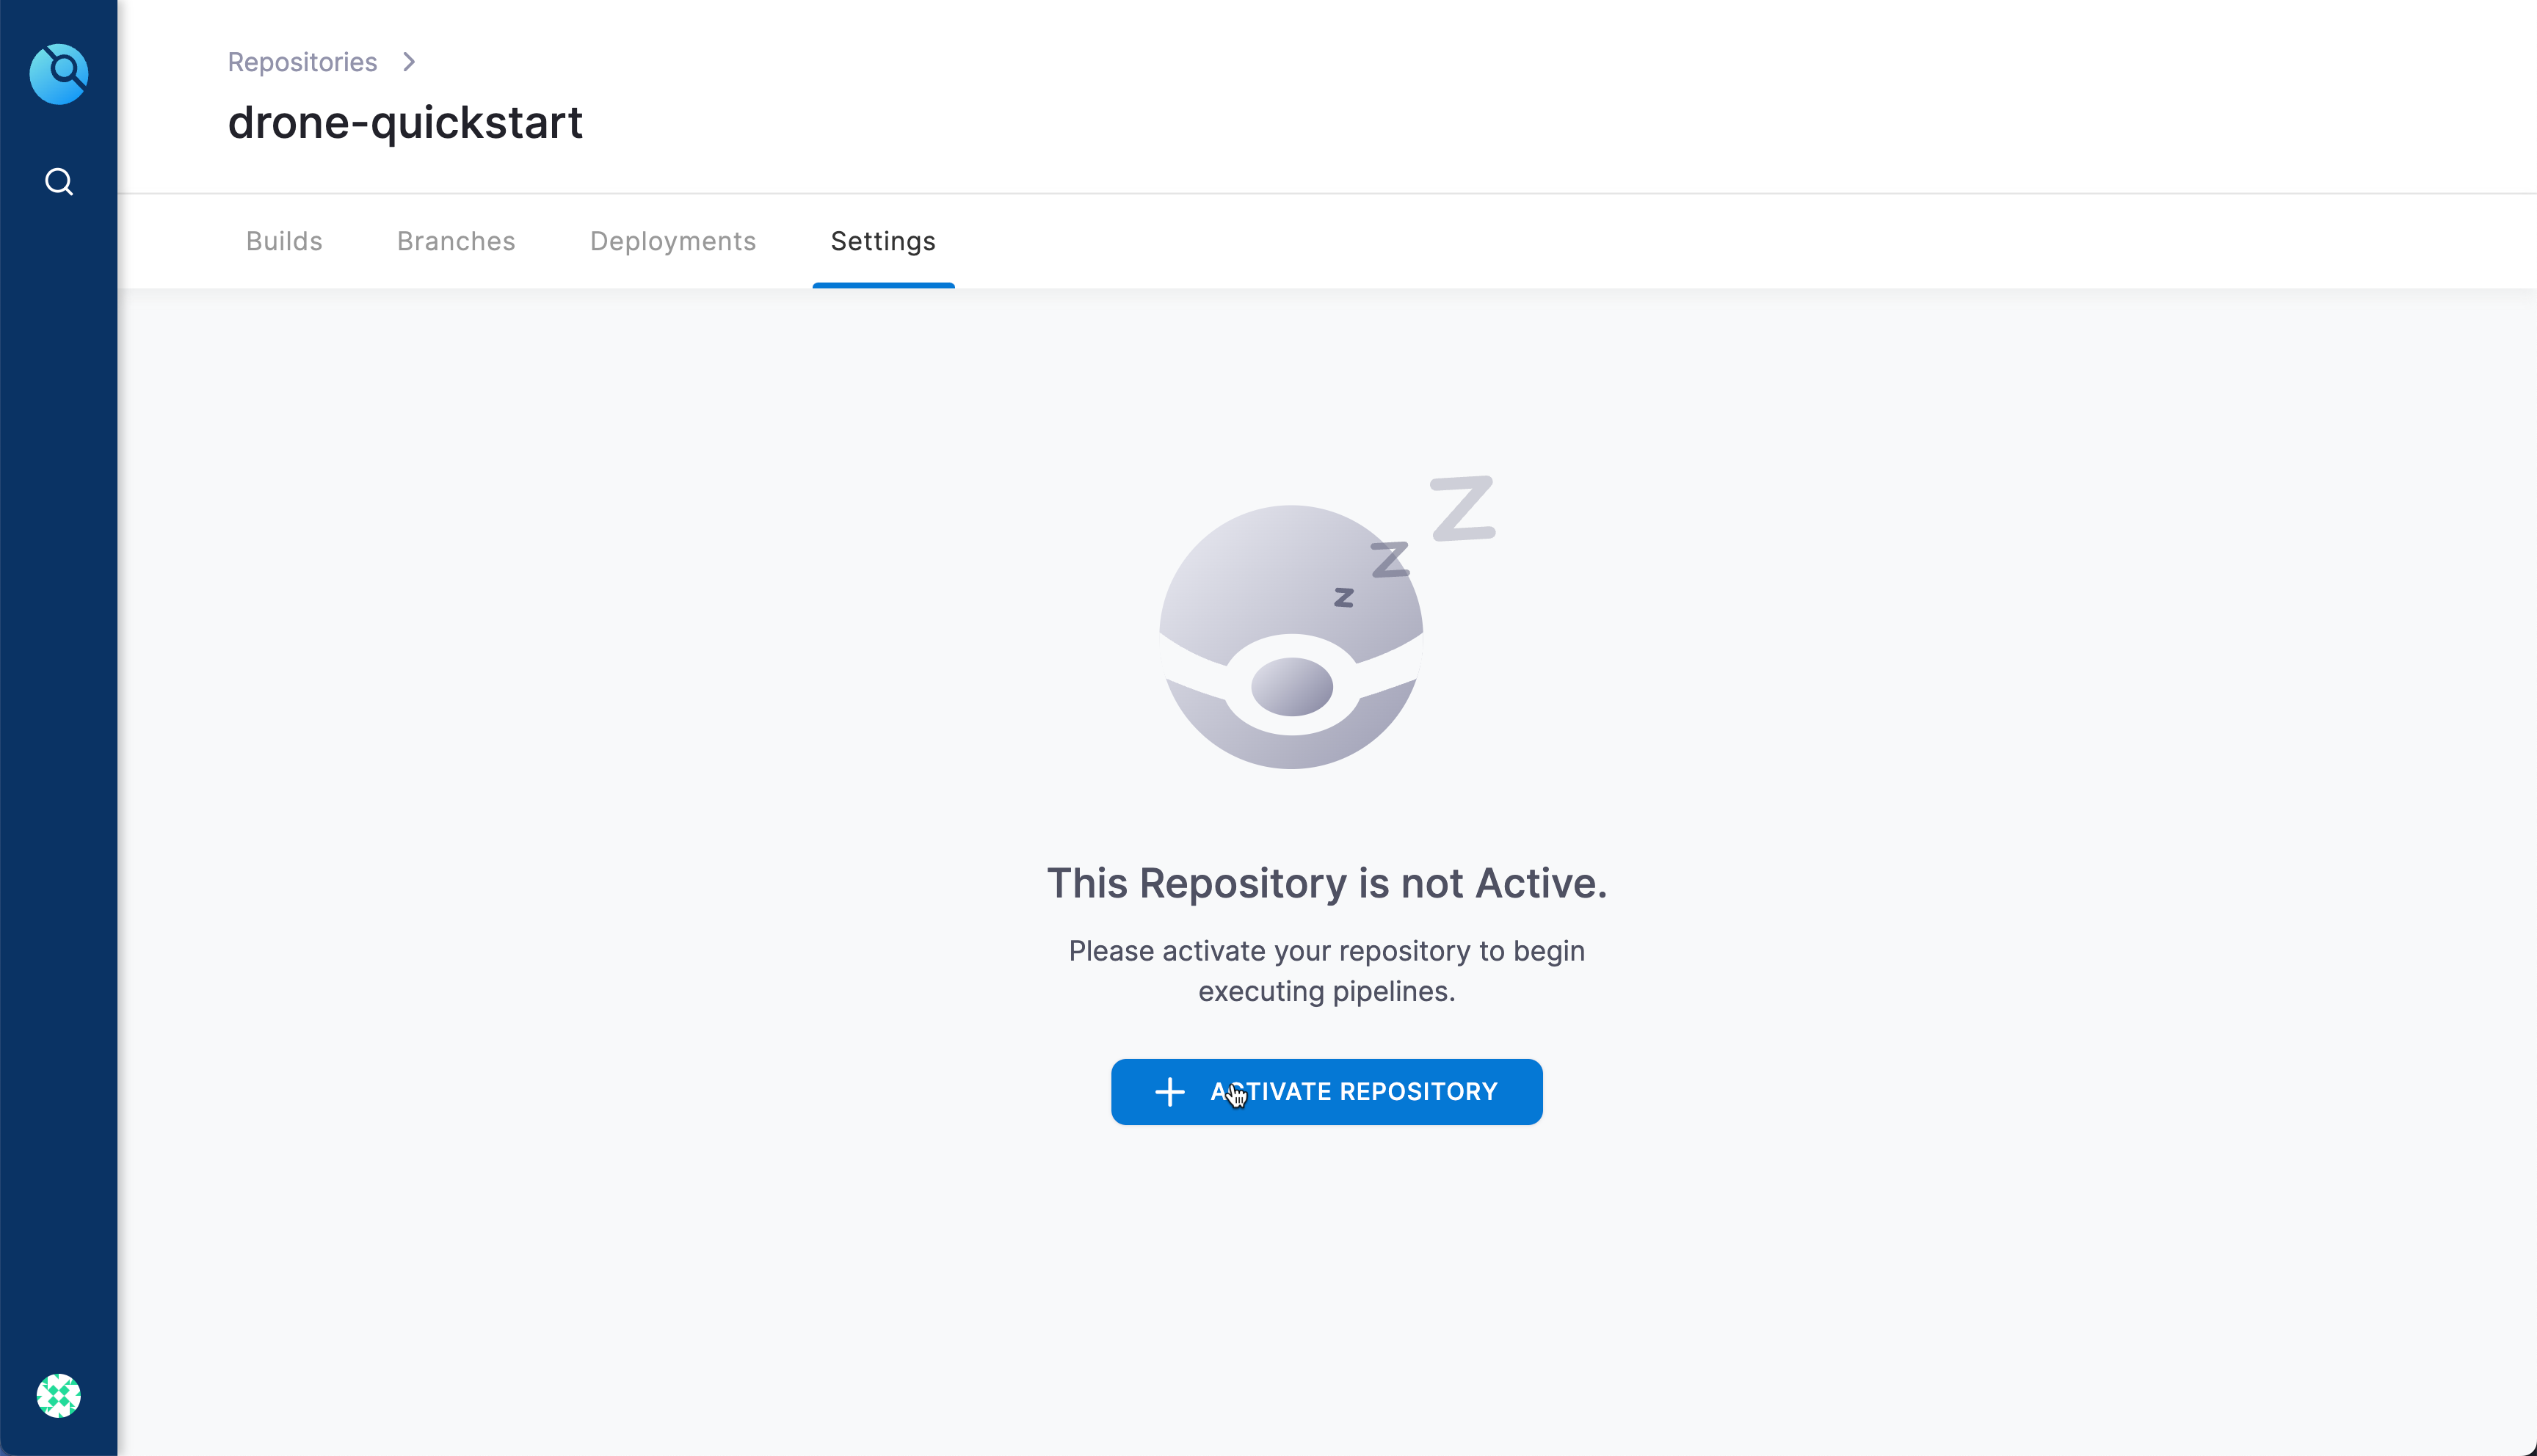 Repositories
drone-quickstart
Builds
Branches
Deployments
Settings
z
z
z
This Repository is not Active.
Please activate your repository to begin
executing pipelines.
ACTIVATE REPOSITORY